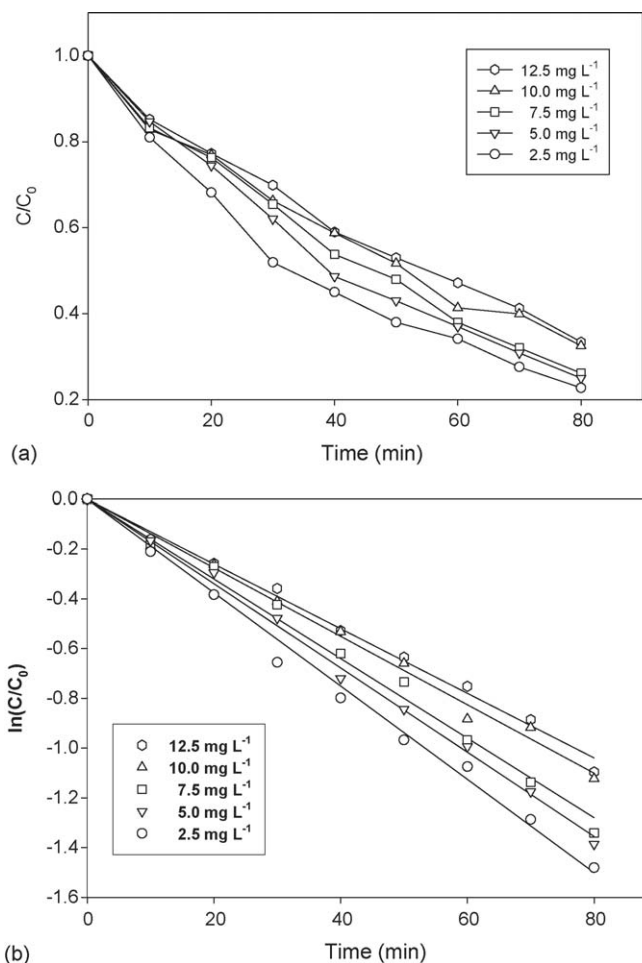 1.0
0.8
0.6
0.4
0.2
C/C₀
12.5 mg L⁻¹
10.0 mg L⁻¹
7.5 mg L⁻¹
5.0 mg L⁻¹
2.5 mg L⁻¹
0 20 40 60 80
(a) Time (min)
0.0
-0.2
-0.4
-0.6
-0.8
-1.0
-1.2
-1.4
-1.6
ln(C/C₀)
12.5 mg L⁻¹
10.0 mg L⁻¹
7.5 mg L⁻¹
5.0 mg L⁻¹
2.5 mg L⁻¹
0 20 40 60 80
(b) Time (min)